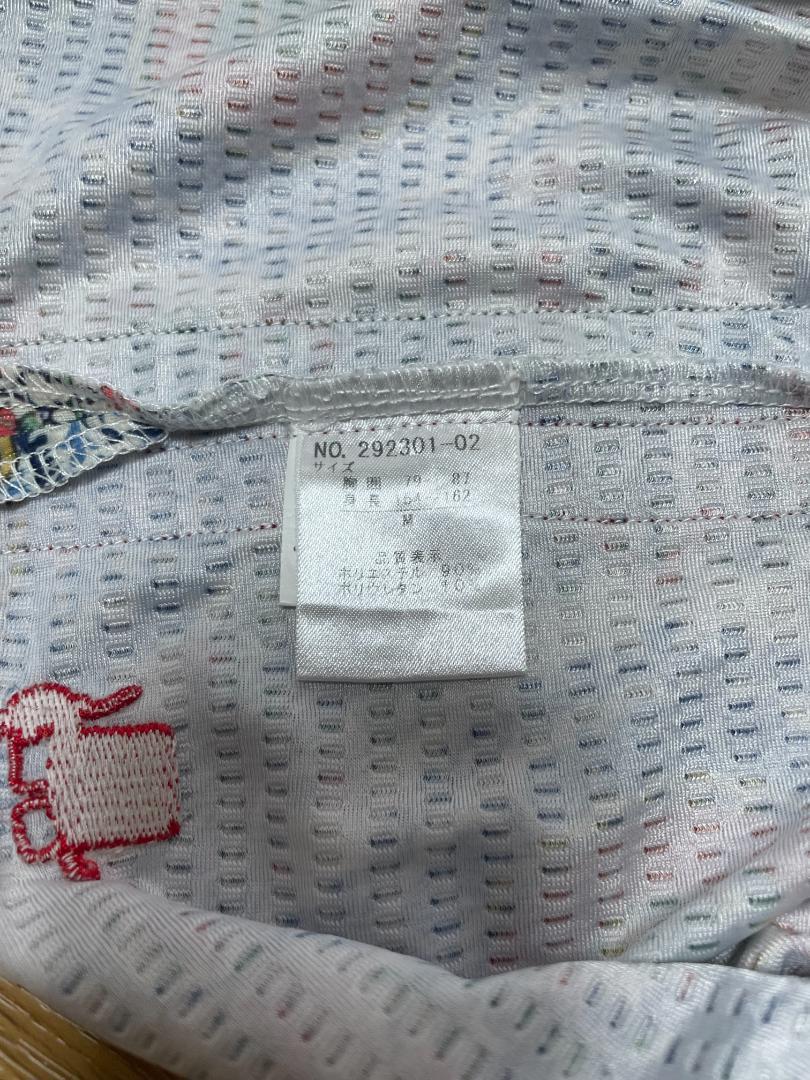 NO. 292301-02
サイズ
胸囲 79 87
身長 154 162
M
品質表示
ポリエステル 90%
ポリウレタン 10